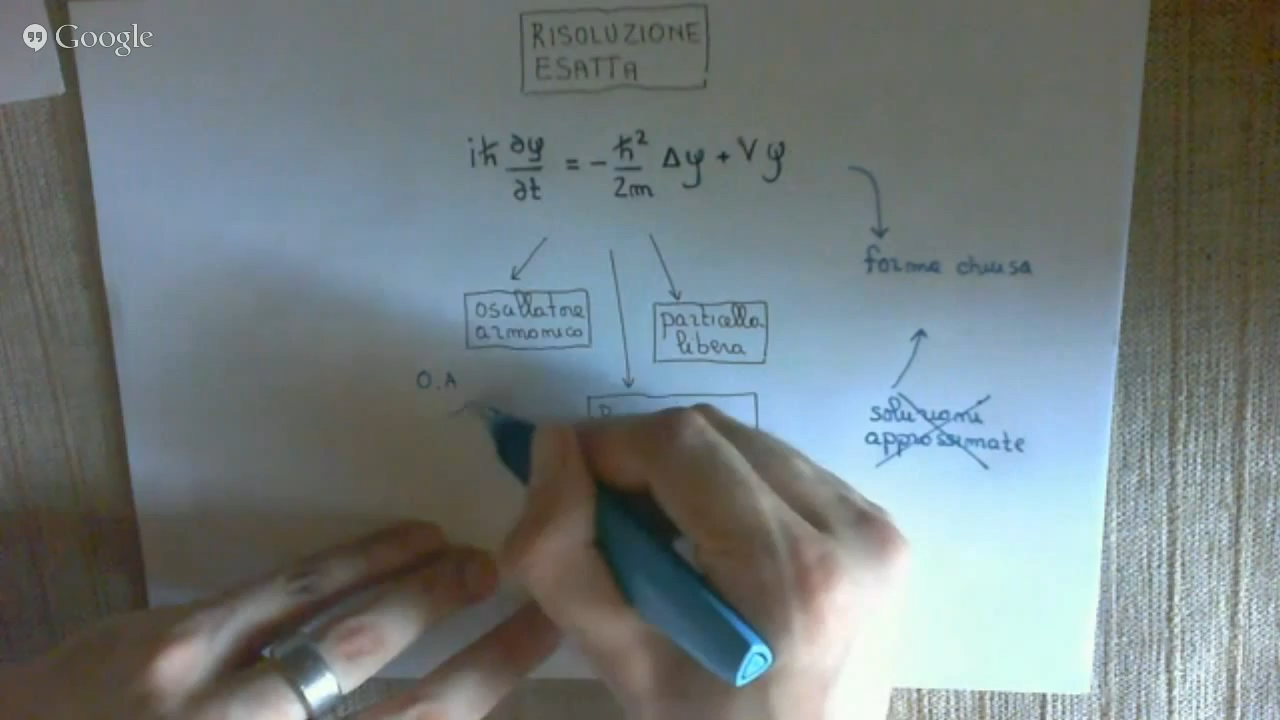 Google
RISOLUZIONE
ESATTA
iħ ∂ψ/∂t = - ħ²/2m Δψ + Vψ
forma chiusa
oscillatore
armonico
particella
libera
O.A
soluzioni
approssimate